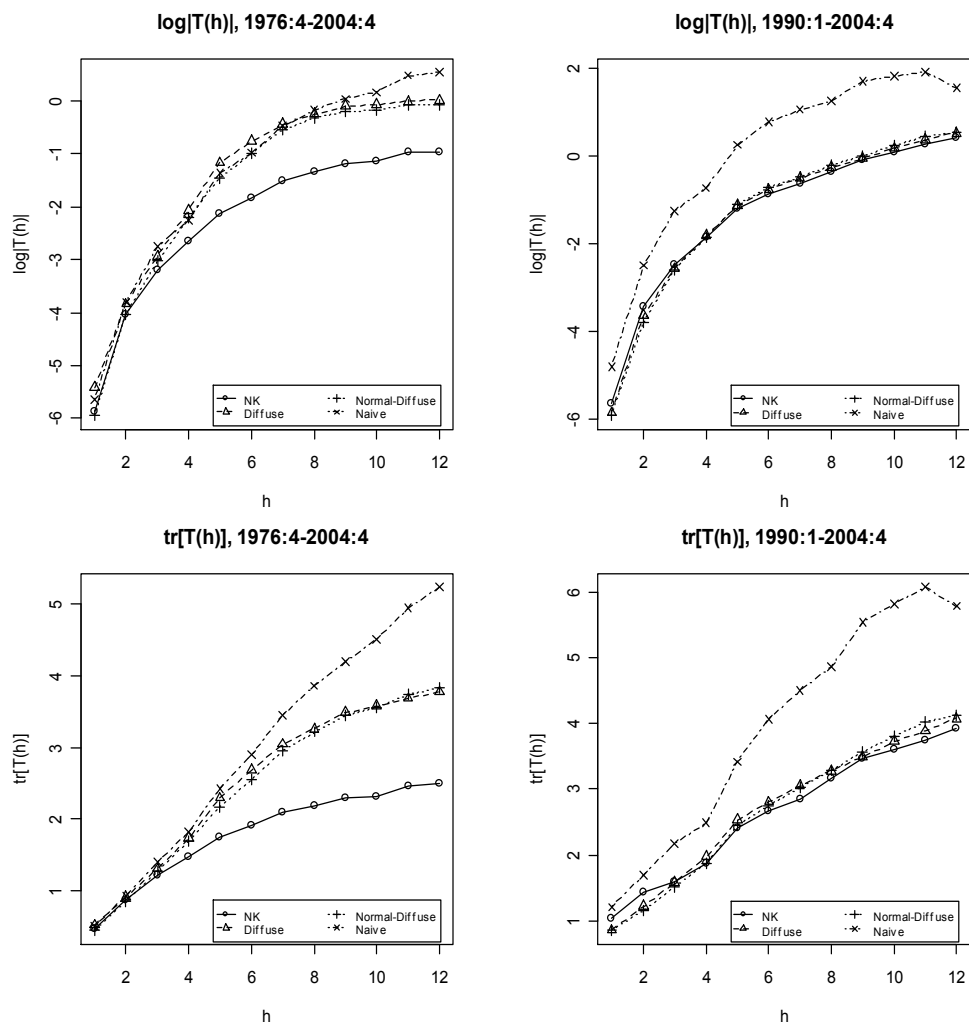 log|T(h)|, 1976:4-2004:4
log|T(h)|
0
-1
-2
-3
-4
-5
-6
2 4 6 8 10 12
h
NK Normal-Diffuse
Diffuse Naive
log|T(h)|, 1990:1-2004:4
log|T(h)|
2
0
-2
-4
-6
2 4 6 8 10 12
h
NK Normal-Diffuse
Diffuse Naive
tr[T(h)], 1976:4-2004:4
tr[T(h)]
5
4
3
2
1
2 4 6 8 10 12
h
NK Normal-Diffuse
Diffuse Naive
tr[T(h)], 1990:1-2004:4
tr[T(h)]
6
5
4
3
2
1
2 4 6 8 10 12
h
NK Normal-Diffuse
Diffuse Naive